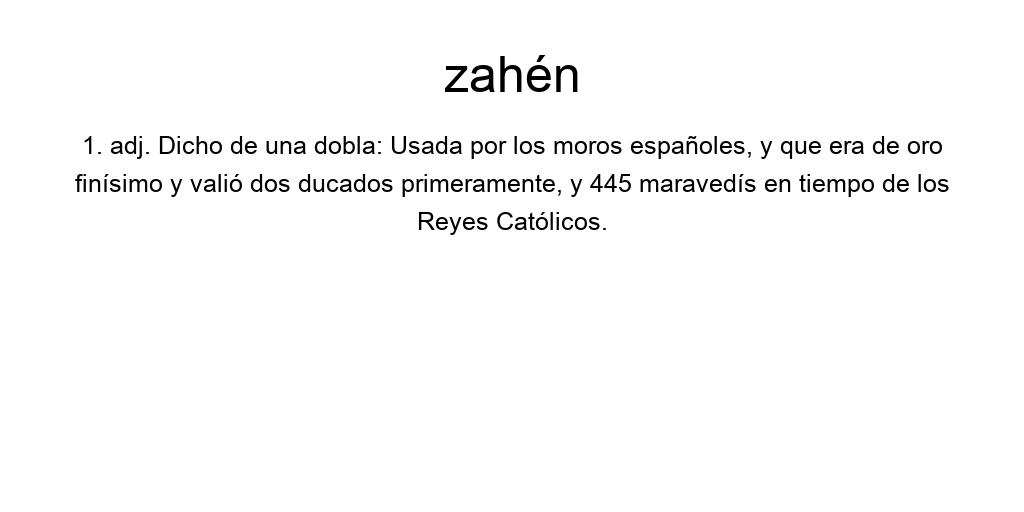 zahén
1. adj. Dicho de una dobla: Usada por los moros españoles, y que era de oro
finísimo y valió dos ducados primeramente, y 445 maravedís en tiempo de los
Reyes Católicos.